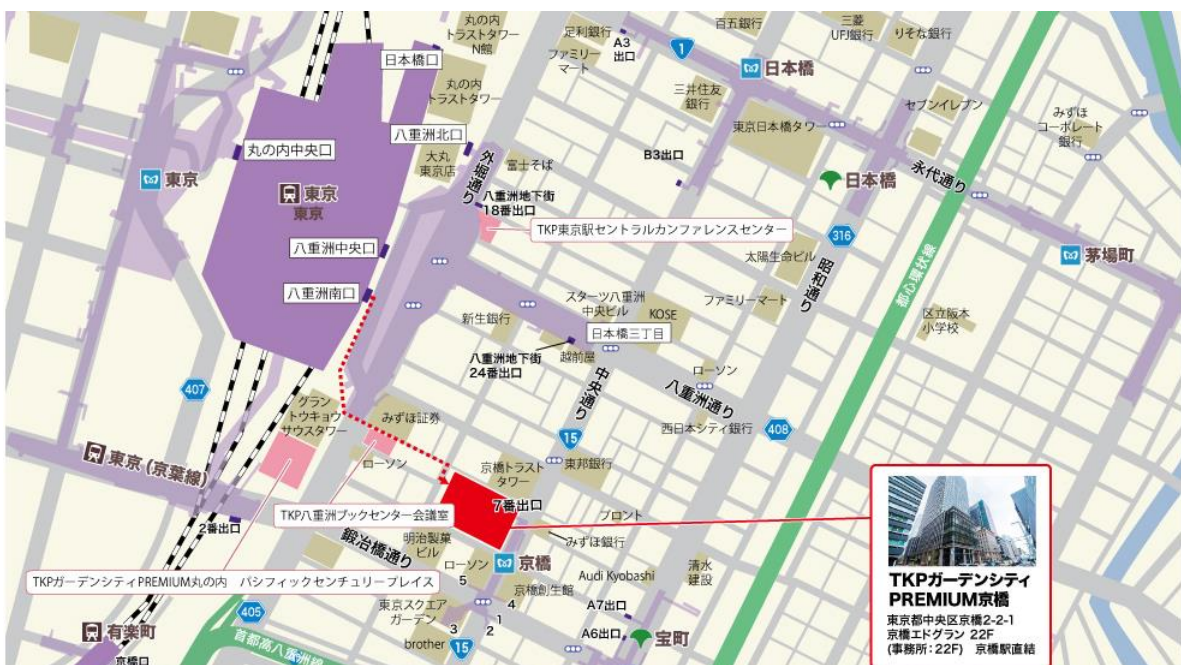 丸の内
トラストタワー
N館
足利銀行
A3
出口
1
百五銀行
三菱
UFJ銀行
りそな銀行
日本橋口
ファミリー
マート
日本橋
丸の内
トラストタワー
三井住友
銀行
セブンイレブン
みずほ
コーポレート
銀行
丸の内中央口
八重洲北口
東京日本橋タワー
大丸
東京店
外堀通り
富士そば
B3出口
東京
東京
東京
日本橋
永代通り
八重洲地下街
18番出口
TKP東京駅セントラルカンファレンスセンター
316
茅場町
八重洲中央口
太陽生命ビル
昭和通り
都心環状線
八重洲南口
スターツ八重洲
中央ビル
KOSE
ファミリーマート
区立阪本
小学校
新生銀行
日本橋三丁目
八重洲地下街
24番出口
越前屋
ローソン
八重洲通り
中央通り
407
グラン
トウキョウ
サウスタワー
みずほ証券
西日本シティ銀行
408
15
東京 (京葉線)
ローソン
京橋トラスト
タワー
東邦銀行
7番出口
2番出口
TKP八重洲ブックセンター会議室
プロント
みずほ銀行
鍛冶橋通り
明治製菓
ビル
TKPガーデンシティPREMIUM丸の内 パシフィックセンチュリープレイス
ローソン
5
京橋
Audi Kyobashi
清水
建設
京橋創生館
405
東京スクエア
ガーデン
4
1
2
3
A7出口
A6出口
宝町
有楽町
京橋口
首都高八重洲線
brother
15
TKPガーデンシティ
PREMIUM京橋
東京都中央区京橋2-2-1
京橋エドグラン 22F
(事務所:22F) 京橋駅直結